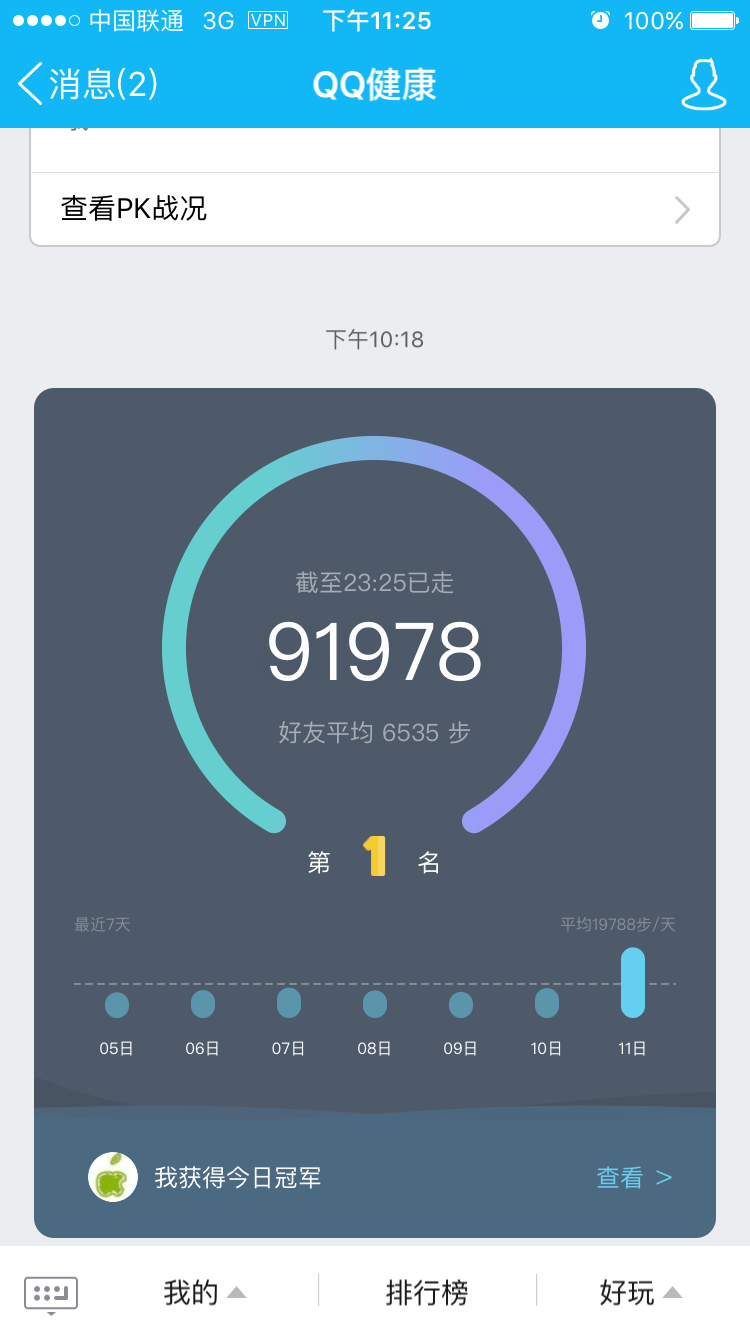 中国联通 3G VPN 下午11:25 100%
消息(2) QQ健康
查看PK战况
下午10:18
截至23:25已走
91978
好友平均 6535 步
第 1 名
最近7天 平均19788步/天
05日 06日 07日 08日 09日 10日 11日
我获得今日冠军 查看 >
我的 排行榜 好玩